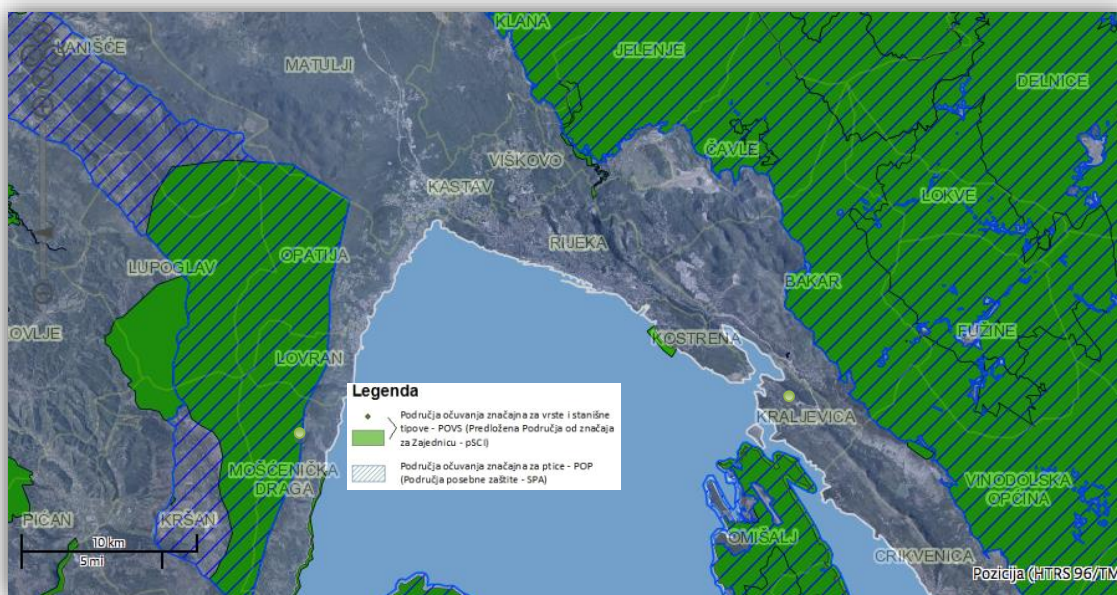 KLANA
LANIŠĆE
JELENJE
MATULJI
DELNICE
ČAVLE
VIŠKOVO
KASTAV
LOKVE
RIJEKA
OPATIJA
LUPOGLAV
BAKAR
OVLJE
FUŽINE
KOSTRENA
LOVRAN
Legenda
Područja očuvanja značajna za vrste i stanišne
tipove - POVS (Predložena Područja od značaja
za Zajednicu - pSCI)
Područja očuvanja značajna za ptice - POP
(Područja posebne zaštite - SPA)
KRALJEVICA
MOŠĆENIČKA
DRAGA
VINODOLSKA
OPĆINA
PIĆAN
KRŠAN
OMIŠALJ
10 km
5 mi
CRIKVENICA
Pozicija (HTRS 96/TM